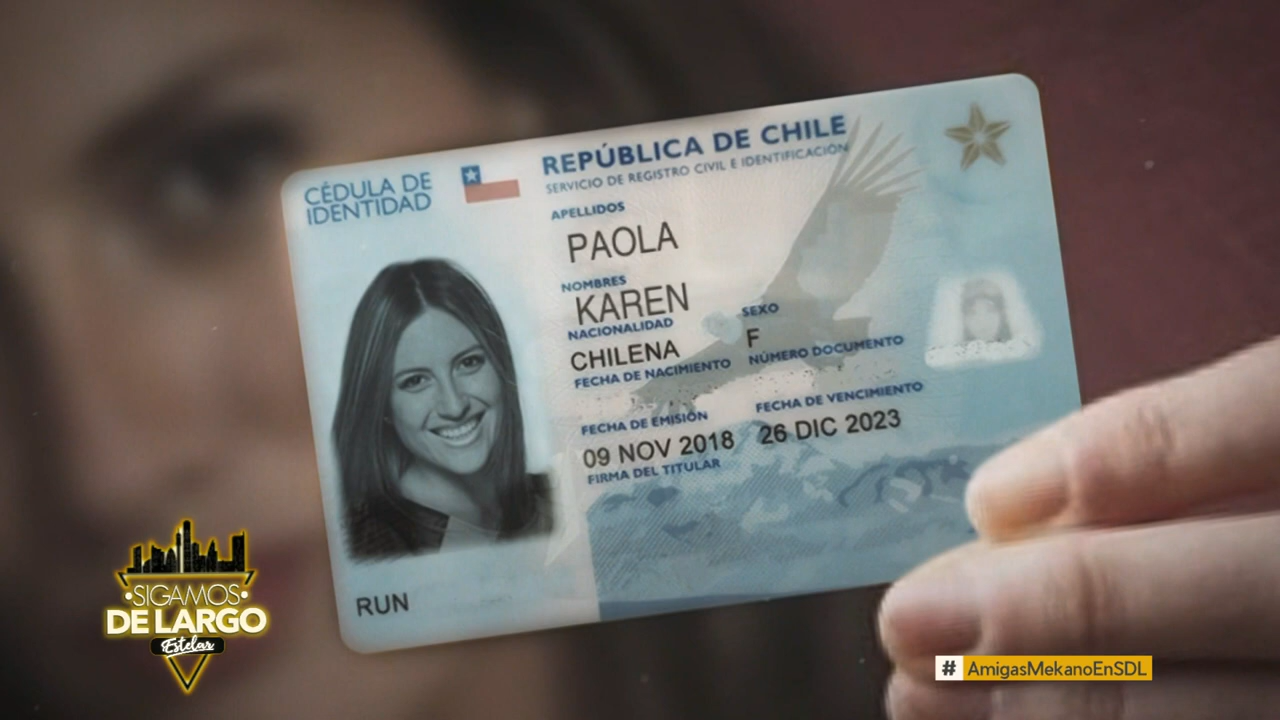 CÉDULA DE
IDENTIDAD
REPÚBLICA DE CHILE
SERVICIO DE REGISTRO CIVIL E IDENTIFICACIÓN
APELLIDOS
PAOLA
NOMBRES
KAREN
NACIONALIDAD
SEXO
CHILENA
F
FECHA DE NACIMIENTO
NÚMERO DOCUMENTO
FECHA DE EMISIÓN
FECHA DE VENCIMIENTO
09 NOV 2018
26 DIC 2023
FIRMA DEL TITULAR
RUN
•SIGAMOS•
DE LARGO
Estelar
# AmigasMekanoEnSDL